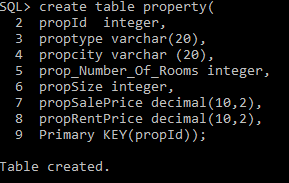 SQL> create table property(
2 propId  integer,
3 proptype varchar(20),
4 propcity varchar (20),
5 prop_Number_Of_Rooms integer,
6 propSize integer,
7 propSalePrice decimal(10,2),
8 propRentPrice decimal(10,2),
9 Primary KEY(propId));
Table created.